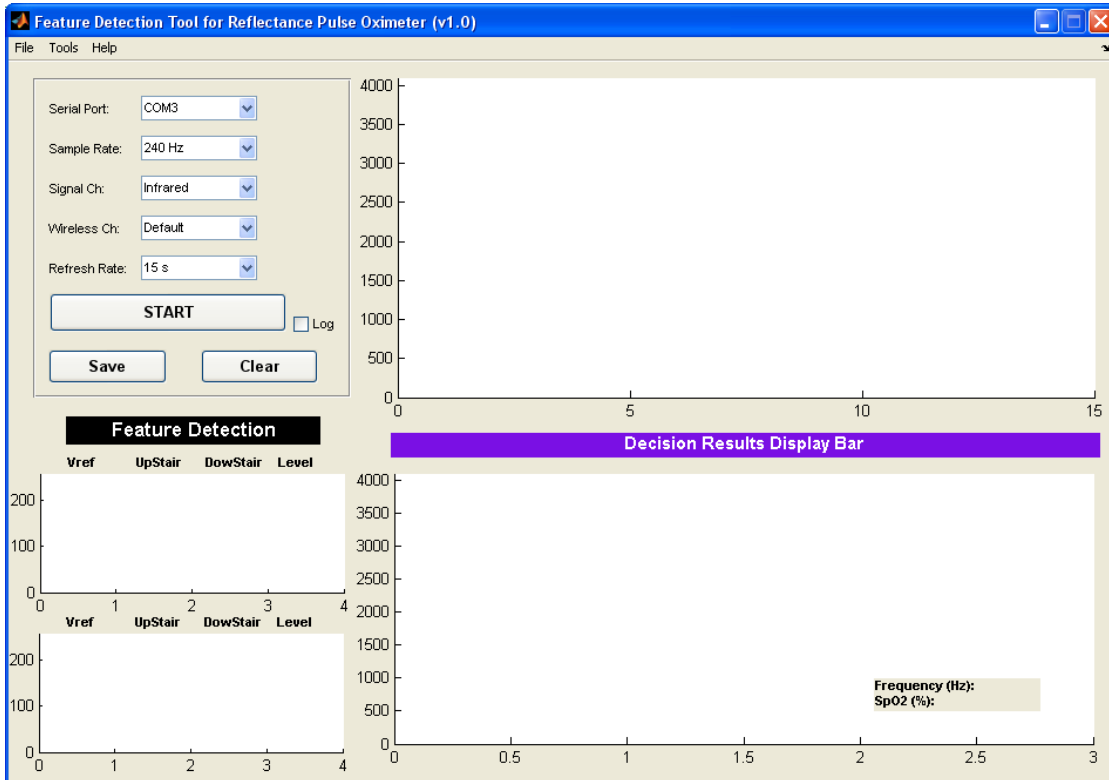 Feature Detection Tool for Reflectance Pulse Oximeter (v1.0)
File Tools Help
Serial Port: COM3
Sample Rate: 240 Hz
Signal Ch: Infrared
Wireless Ch: Default
Refresh Rate: 15 s
START
Log
Save Clear
4000
3500
3000
2500
2000
1500
1000
500
0
0 5 10 15
Feature Detection
Vref UpStair DowStair Level
200
100
0
0 1 2 3 4
Vref UpStair DowStair Level
200
100
0
0 1 2 3 4
Decision Results Display Bar
4000
3500
3000
2500
2000
1500
1000
500
0
Frequency (Hz):
SpO2 (%):
0 0.5 1 1.5 2 2.5 3